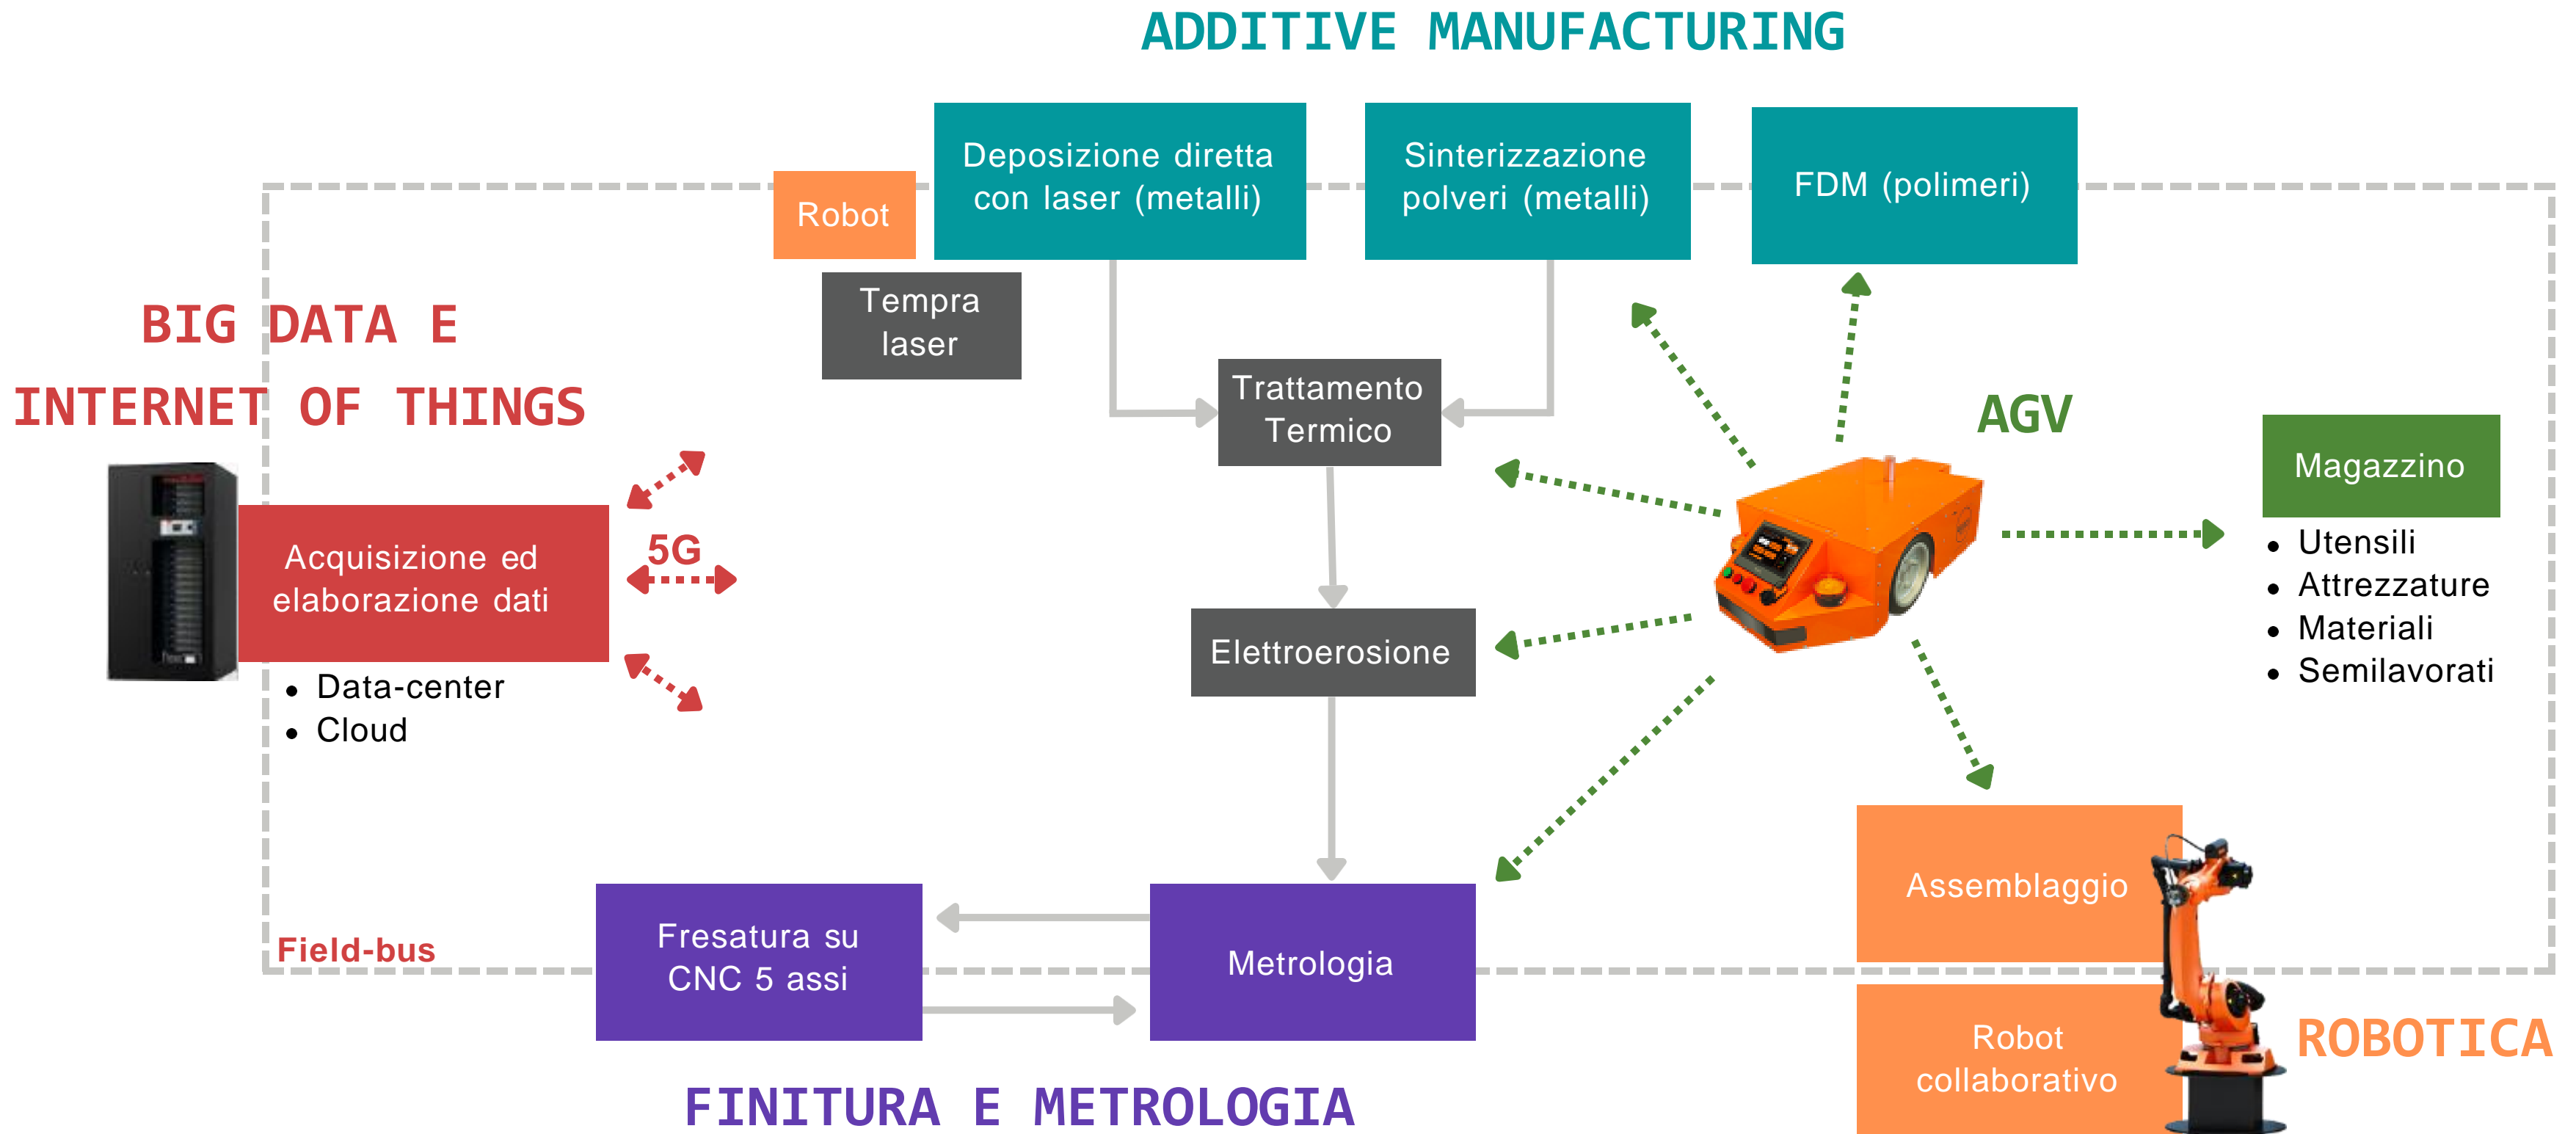 ADDITIVE MANUFACTURING
Deposizione diretta
con laser (metalli)
Sinterizzazione
polveri (metalli)
FDM (polimeri)
Robot
Tempra
laser
BIG DATA E
INTERNET OF THINGS
Trattamento
Termico
AGV
Magazzino
• Utensili
• Attrezzature
• Materiali
• Semilavorati
5G
Acquisizione ed
elaborazione dati
• Data-center
• Cloud
Elettroerosione
Field-bus
Fresatura su
CNC 5 assi
Metrologia
Assemblaggio
Robot
collaborativo
ROBOTICA
FINITURA E METROLOGIA